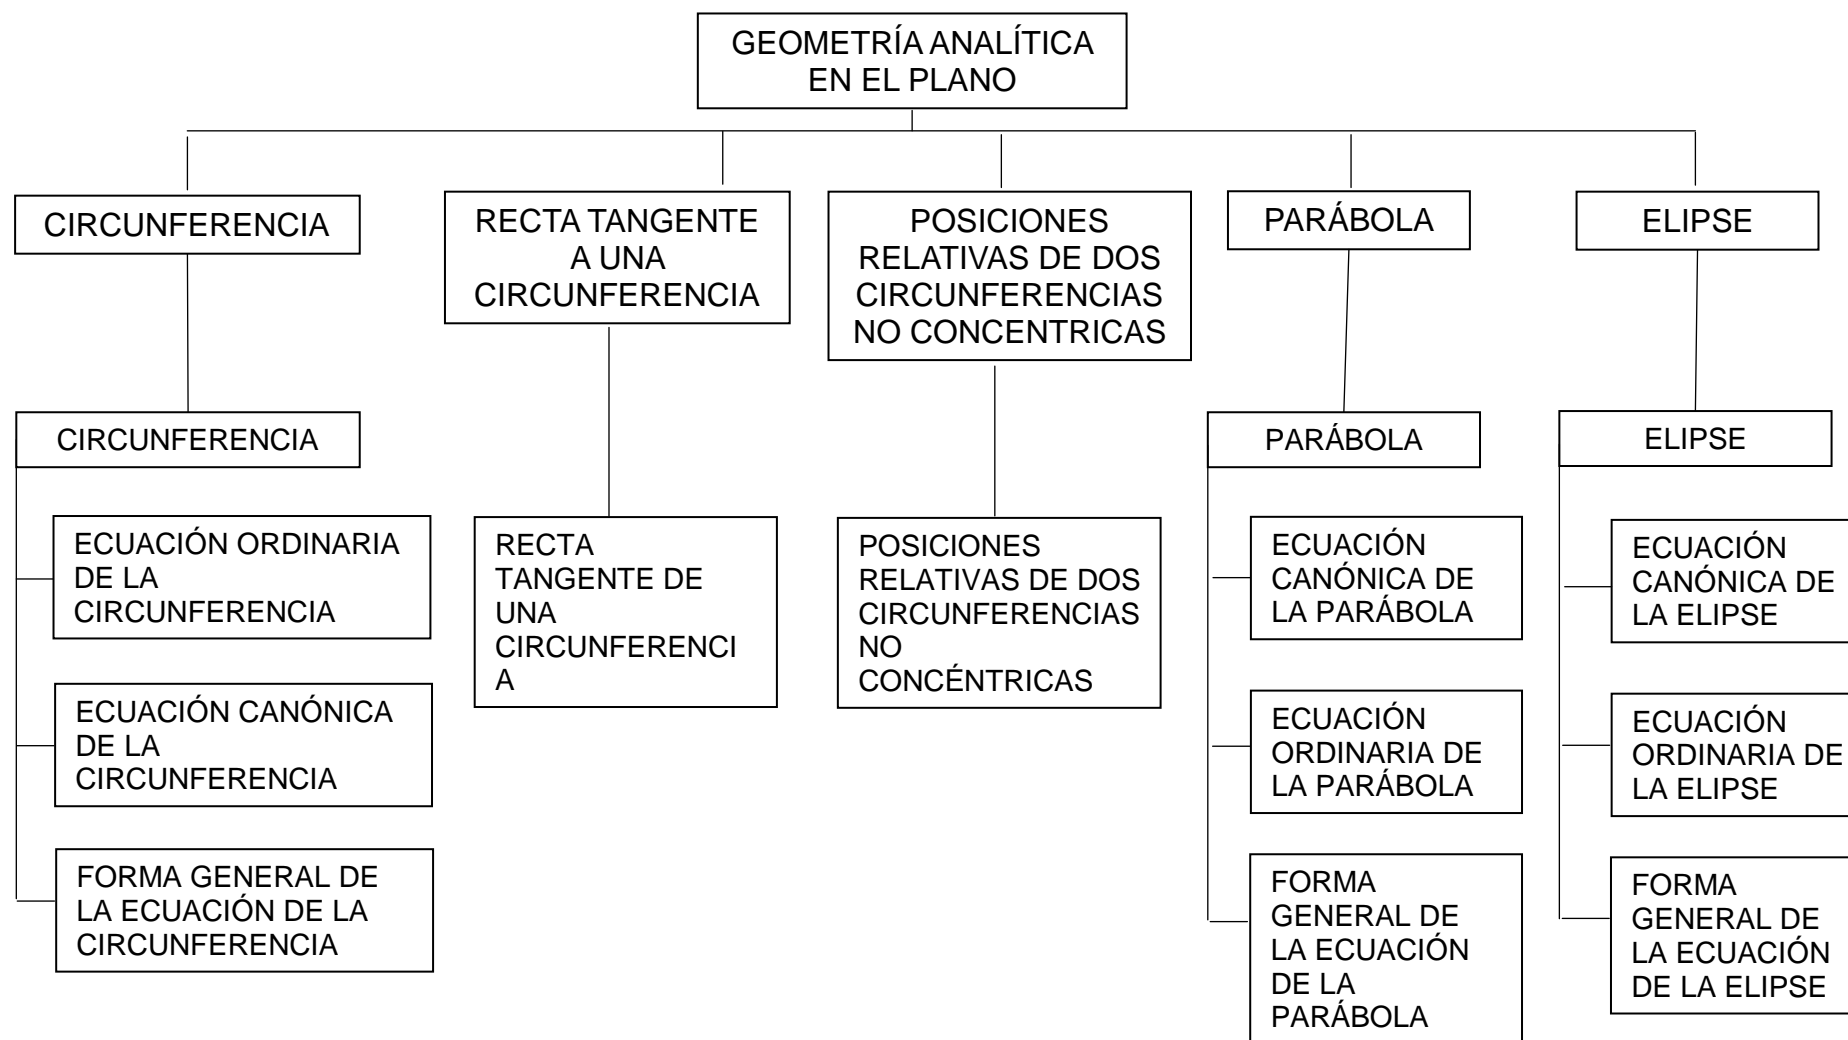 GEOMETRÍA ANALÍTICA
EN EL PLANO
CIRCUNFERENCIA
RECTA TANGENTE
A UNA
CIRCUNFERENCIA
POSICIONES
RELATIVAS DE DOS
CIRCUNFERENCIAS
NO CONCENTRICAS
PARÁBOLA
ELIPSE
CIRCUNFERENCIA
PARÁBOLA
ELIPSE
ECUACIÓN ORDINARIA
DE LA
CIRCUNFERENCIA
ECUACIÓN CANÓNICA
DE LA
CIRCUNFERENCIA
FORMA GENERAL DE
LA ECUACIÓN DE LA
CIRCUNFERENCIA
RECTA
TANGENTE DE
UNA
CIRCUNFERENCI
A
POSICIONES
RELATIVAS DE DOS
CIRCUNFERENCIAS
NO
CONCÉNTRICAS
ECUACIÓN
CANÓNICA DE
LA PARÁBOLA
ECUACIÓN
ORDINARIA DE
LA PARÁBOLA
FORMA
GENERAL DE
LA ECUACIÓN
DE LA
PARÁBOLA
ECUACIÓN
CANÓNICA DE
LA ELIPSE
ECUACIÓN
ORDINARIA DE
LA ELIPSE
FORMA
GENERAL DE
LA ECUACIÓN
DE LA ELIPSE